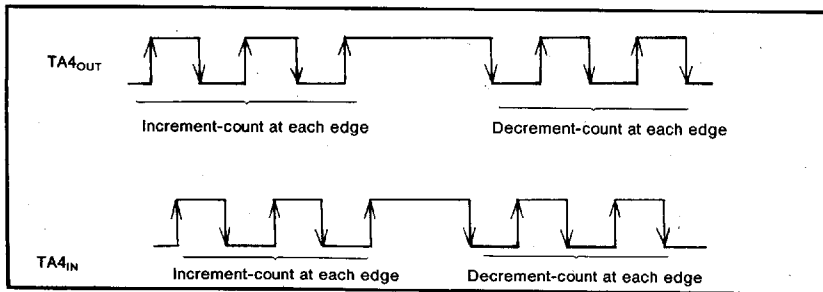 TA4OUT
Increment-count at each edge
Decrement-count at each edge
TA4IN
Increment-count at each edge
Decrement-count at each edge